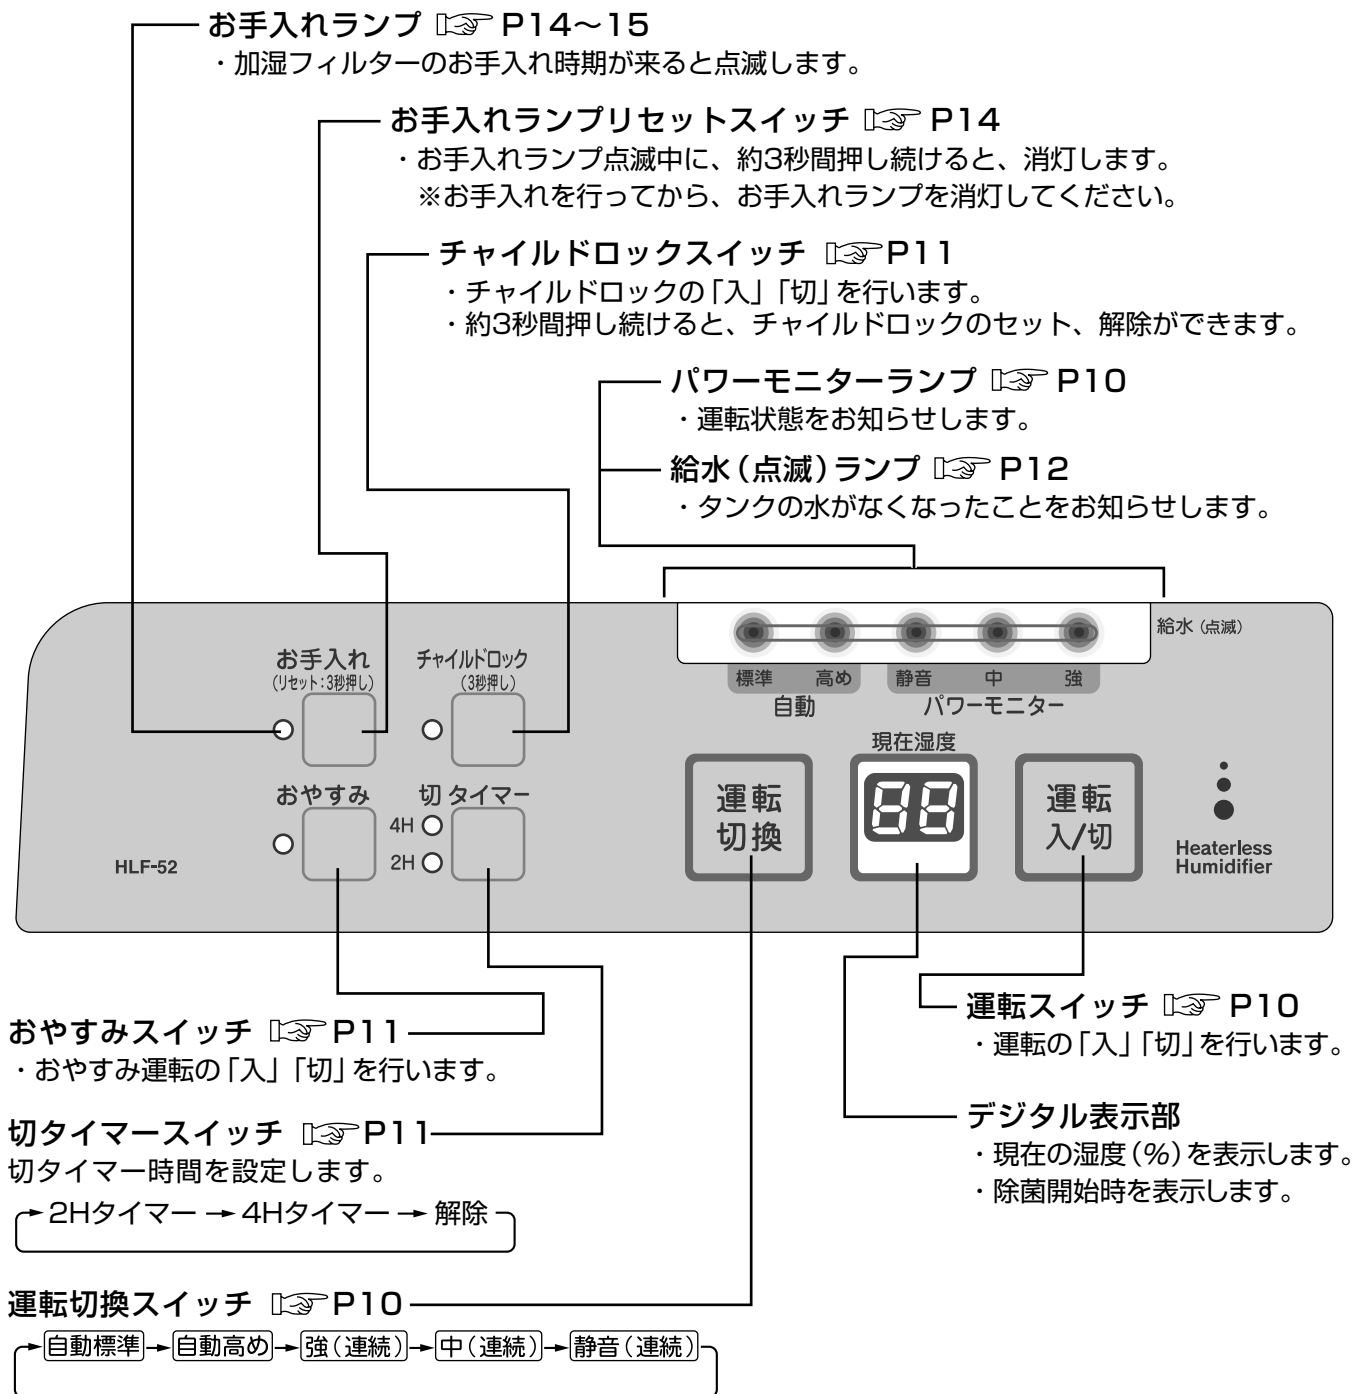 お手入れランプ ☞ P14〜15
・加湿フィルターのお手入れ時期が来ると点滅します。
お手入れランプリセットスイッチ ☞ P14
・お手入れランプ点滅中に、約3秒間押し続けると、消灯します。
※お手入れを行ってから、お手入れランプを消灯してください。
チャイルドロックスイッチ ☞P11
・チャイルドロックの「入」「切」を行います。
・約3秒間押し続けると、チャイルドロックのセット、解除ができます。
パワーモニターランプ ☞ P10
・運転状態をお知らせします。
給水(点滅)ランプ ☞ P12
・タンクの水がなくなったことをお知らせします。
給水(点滅)
お手入れ
(リセット:3秒押し)
チャイルドロック
(3秒押し)
標準 高め 静音 中 強
自動 パワーモニター
現在湿度
おやすみ
切タイマー
4H
2H
運転
切換
88
運転
入/切
HLF-52
Heaterless
Humidifier
おやすみスイッチ ☞P11
・おやすみ運転の「入」「切」を行います。
切タイマースイッチ ☞P11
切タイマー時間を設定します。
→2Hタイマー→4Hタイマー→解除
運転スイッチ ☞ P10
・運転の「入」「切」を行います。
デジタル表示部
・現在の湿度(%)を表示します。
・除菌開始時を表示します。
運転切換スイッチ ☞P10
→自動標準→自動高め→強(連続)→中(連続)→静音(連続)